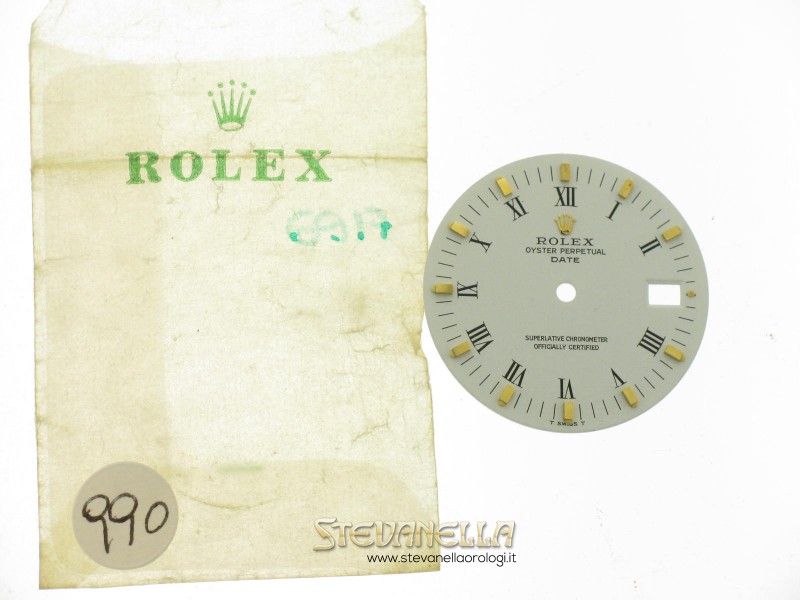 ROLEX
6917
990
XII
I
II
IIII
V
VI
VII
VIII
IX
X
XI
ROLEX
OYSTER PERPETUAL
DATE
SUPERLATIVE CHRONOMETER
OFFICIALLY CERTIFIED
T SWISS T
STEVANELLA
www.stevanellaorologi.it